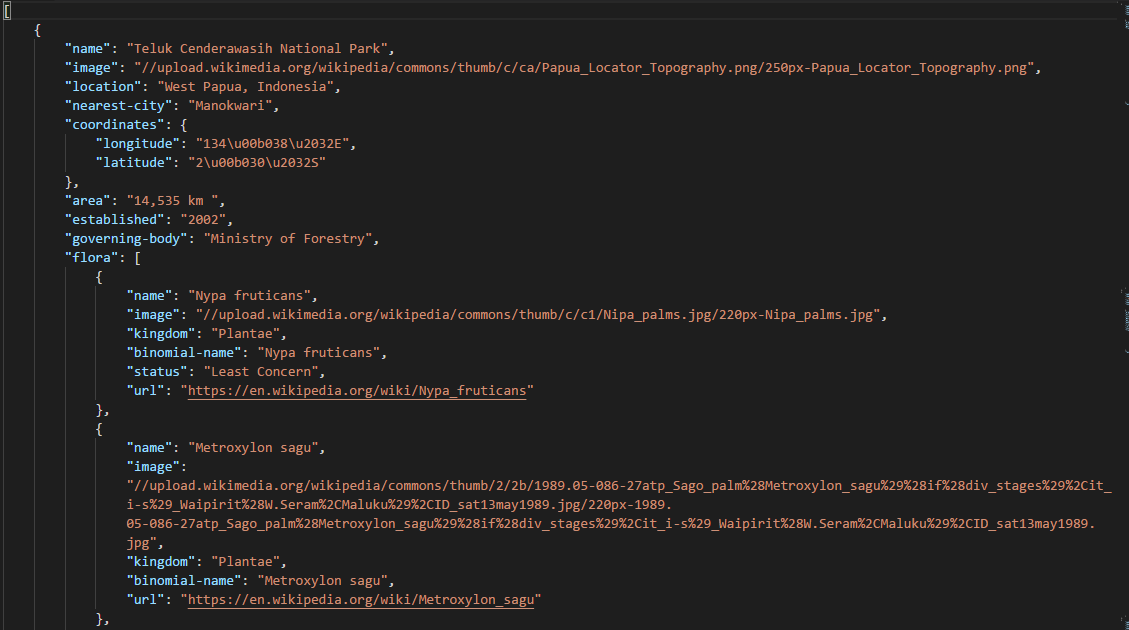 [
{
"name": "Teluk Cenderawasih National Park",
"image": "//upload.wikimedia.org/wikipedia/commons/thumb/c/ca/Papua_Locator_Topography.png/250px-Papua_Locator_Topography.png",
"location": "West Papua, Indonesia",
"nearest-city": "Manokwari",
"coordinates": {
"longitude": "134\u00b038\u2032E",
"latitude": "2\u00b030\u2032S"
},
"area": "14,535 km ",
"established": "2002",
"governing-body": "Ministry of Forestry",
"flora": [
{
"name": "Nypa fruticans",
"image": "//upload.wikimedia.org/wikipedia/commons/thumb/c/c1/Nipa_palms.jpg/220px-Nipa_palms.jpg",
"kingdom": "Plantae",
"binomial-name": "Nypa fruticans",
"status": "Least Concern",
"url": "https://en.wikipedia.org/wiki/Nypa_fruticans"
},
{
"name": "Metroxylon sagu",
"image":
"//upload.wikimedia.org/wikipedia/commons/thumb/2/2b/1989.05-086-27atp_Sago_palm%28Metroxylon_sagu%29%28if%28div_stages%29%2Cit_
i-s%29_Waipirit%28W.Seram%2CMaluku%29%2CID_sat13may1989.jpg/220px-1989.
05-086-27atp_Sago_palm%28Metroxylon_sagu%29%28if%28div_stages%29%2Cit_i-s%29_Waipirit%28W.Seram%2CMaluku%29%2CID_sat13may1989.
jpg",
"kingdom": "Plantae",
"binomial-name": "Metroxylon sagu",
"url": "https://en.wikipedia.org/wiki/Metroxylon_sagu"
},